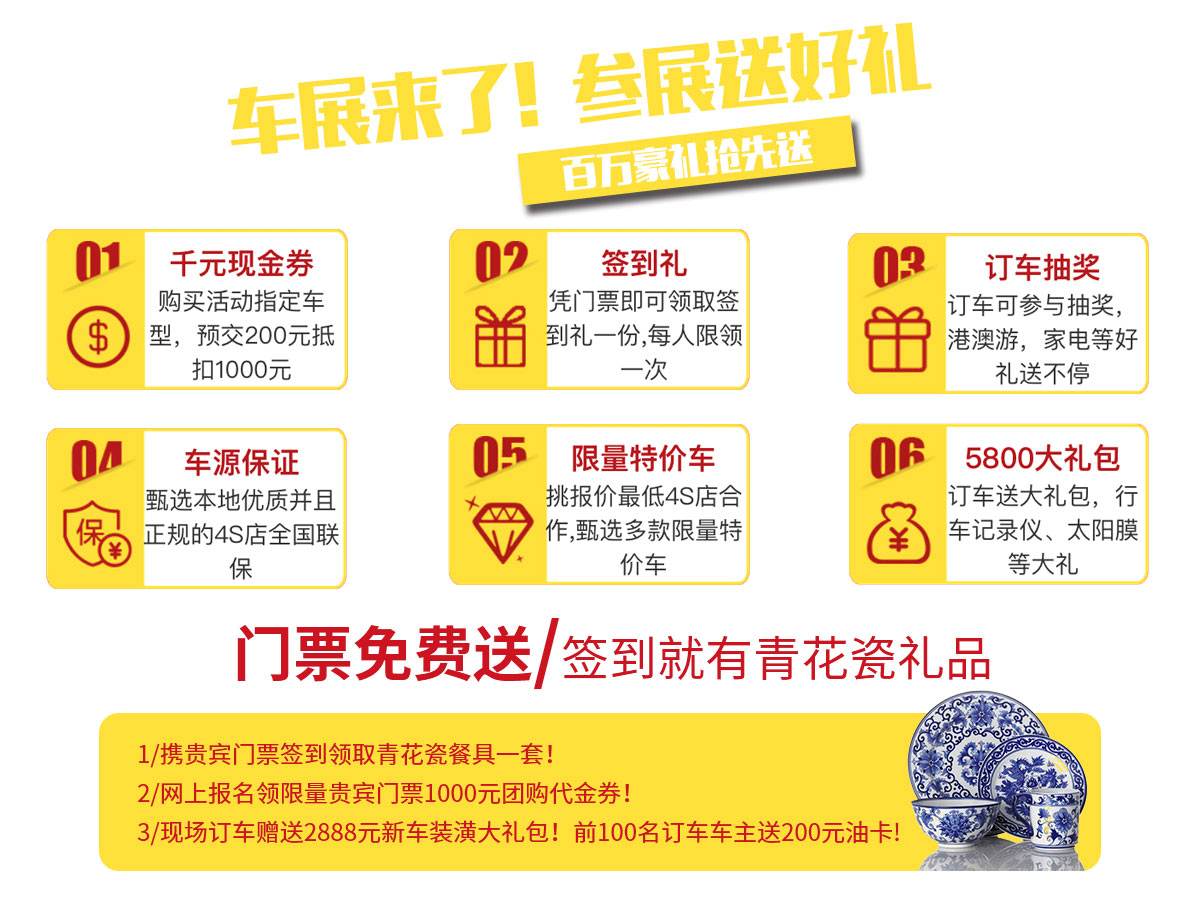 车展来了！叁展送好礼
百万豪礼抢先送
01
千元现金券
购买活动指定车
型，预交200元抵
扣1000元
$
02
签到礼
凭门票即可领取签
到礼一份,每人限领
一次
03
订车抽奖
订车可参与抽奖，
港澳游，家电等好
礼送不停
04
车源保证
甄选本地优质并且
正规的4S店全国联
保
保
¥
05
限量特价车
挑报价最低4S店合
作,甄选多款限量特
价车
06
5800大礼包
订车送大礼包，行
车记录仪、太阳膜
等大礼
¥
门票免费送/签到就有青花瓷礼品
1/携贵宾门票签到领取青花瓷餐具一套！
2/网上报名领限量贵宾门票1000元团购代金券！
3/现场订车赠送2888元新车装潢大礼包！前100名订车车主送200元油卡!